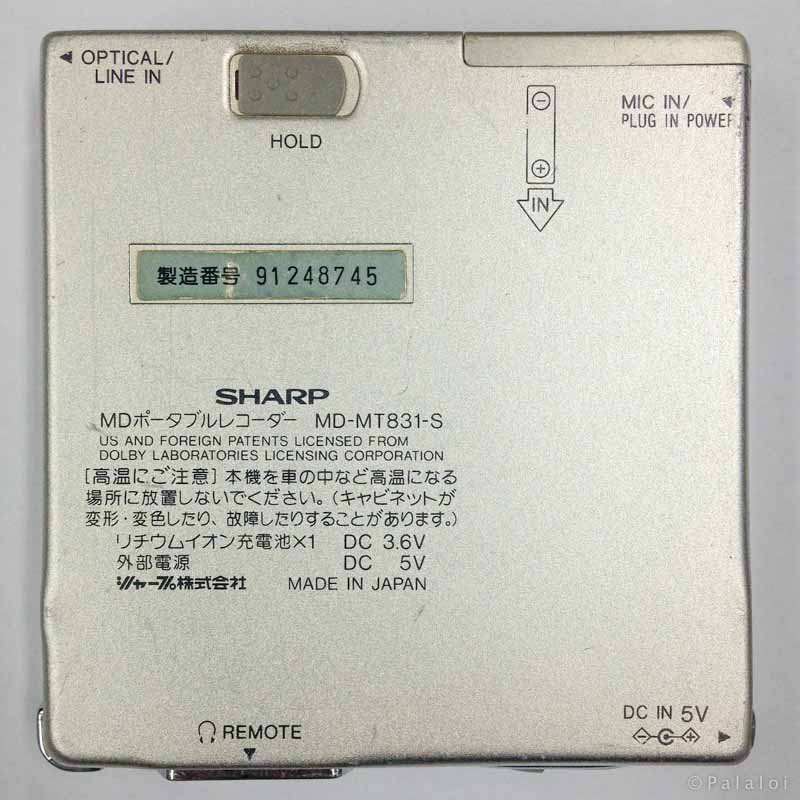 OPTICAL/
LINE IN
HOLD
MIC IN/
PLUG IN POWER
IN
製造番号 91248745
SHARP
MDポータブルレコーダー MD-MT831-S
US AND FOREIGN PATENTS LICENSED FROM
DOLBY LABORATORIES LICENSING CORPORATION
[高温にご注意] 本機を車の中など高温になる
場所に放置しないでください。(キャビネットが
変形・変色したり、故障したりすることがあります。)
リチウムイオン充電池×1 DC 3.6V
外部電源 DC 5V
シャープ株式会社 MADE IN JAPAN
REMOTE
DC IN 5V
©Palaloi